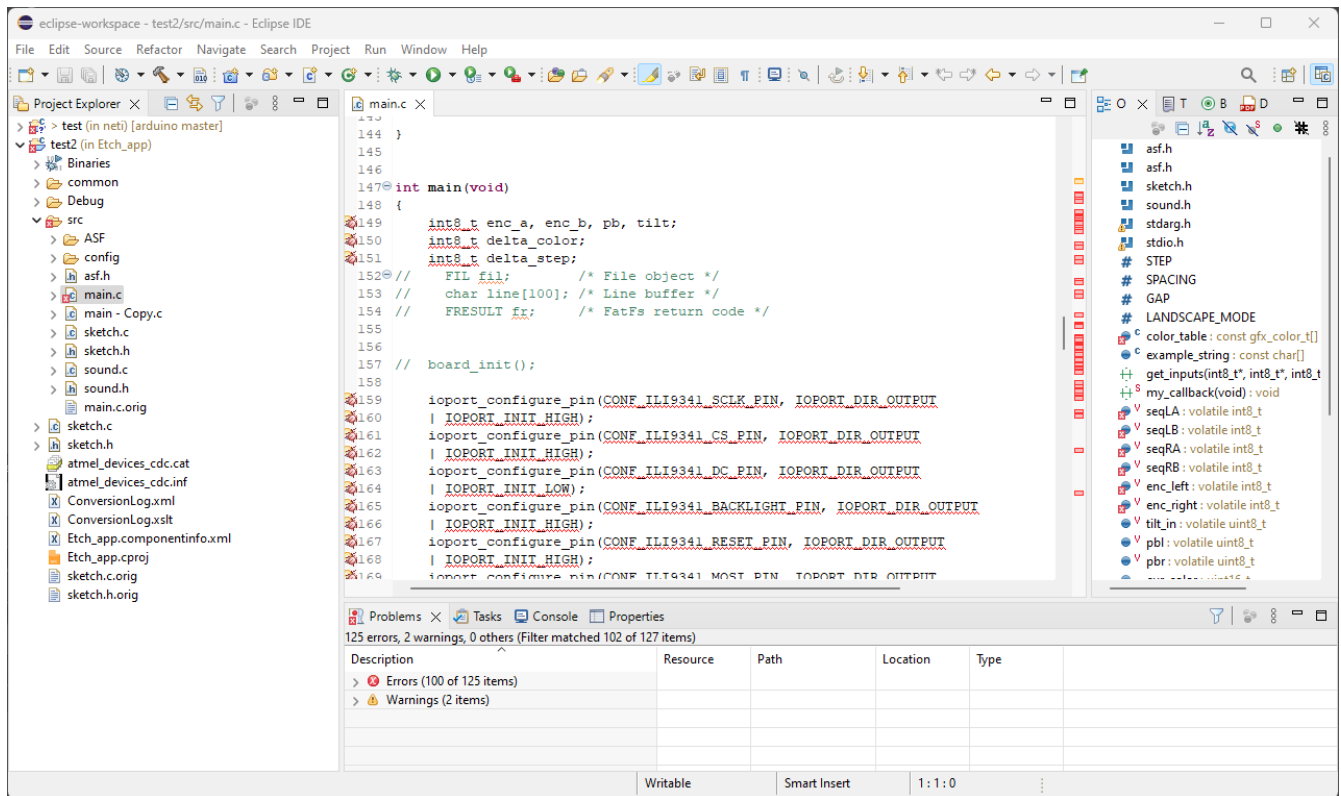 eclipse-workspace - test2/src/main.c - Eclipse IDE
File Edit Source Refactor Navigate Search Project Run Window Help
Project Explorer
> test (in neti) [arduino master]
test2 (in Etch_app)
Binaries
common
Debug
src
ASF
config
asf.h
main.c
main - Copy.c
sketch.c
sketch.h
sound.c
sound.h
main.c.orig
sketch.c
sketch.h
atmel_devices_cdc.cat
atmel_devices_cdc.inf
ConversionLog.xml
ConversionLog.xslt
Etch_app.componentinfo.xml
Etch_app.cproj
sketch.c.orig
sketch.h.orig
main.c
143
144 }
145
146
147 int main(void)
148 {
149 int8_t enc_a, enc_b, pb, tilt;
150 int8_t delta_color;
151 int8_t delta_step;
152 // FIL fil; /* File object */
153 // char line[100]; /* Line buffer */
154 // FRESULT fr; /* FatFs return code */
155
156
157 // board_init();
158
159 ioport_configure_pin(CONF_ILI9341_SCLK_PIN, IOPORT_DIR_OUTPUT
160 | IOPORT_INIT_HIGH);
161 ioport_configure_pin(CONF_ILI9341_CS_PIN, IOPORT_DIR_OUTPUT
162 | IOPORT_INIT_HIGH);
163 ioport_configure_pin(CONF_ILI9341_DC_PIN, IOPORT_DIR_OUTPUT
164 | IOPORT_INIT_LOW);
165 ioport_configure_pin(CONF_ILI9341_BACKLIGHT_PIN, IOPORT_DIR_OUTPUT
166 | IOPORT_INIT_HIGH);
167 ioport_configure_pin(CONF_ILI9341_RESET_PIN, IOPORT_DIR_OUTPUT
168 | IOPORT_INIT_HIGH);
169 ioport_configure_pin(CONF_ILI9341_MOSI_PIN, IOPORT_DIR_OUTPUT
O T B D
asf.h
asf.h
sketch.h
sound.h
stdarg.h
stdio.h
# STEP
# SPACING
# GAP
# LANDSCAPE_MODE
color_table : const gfx_color_t[]
example_string : const char[]
get_inputs(int8_t*, int8_t*, int8_t
my_callback(void) : void
seqLA : volatile int8_t
seqLB : volatile int8_t
seqRA : volatile int8_t
seqRB : volatile int8_t
enc_left : volatile int8_t
enc_right : volatile int8_t
tilt_in : volatile uint8_t
pbl : volatile uint8_t
pbr : volatile uint8_t
Problems Tasks Console Properties
125 errors, 2 warnings, 0 others (Filter matched 102 of 127 items)
Description Resource Path Location Type
Errors (100 of 125 items)
Warnings (2 items)
Writable Smart Insert 1 : 1 : 0